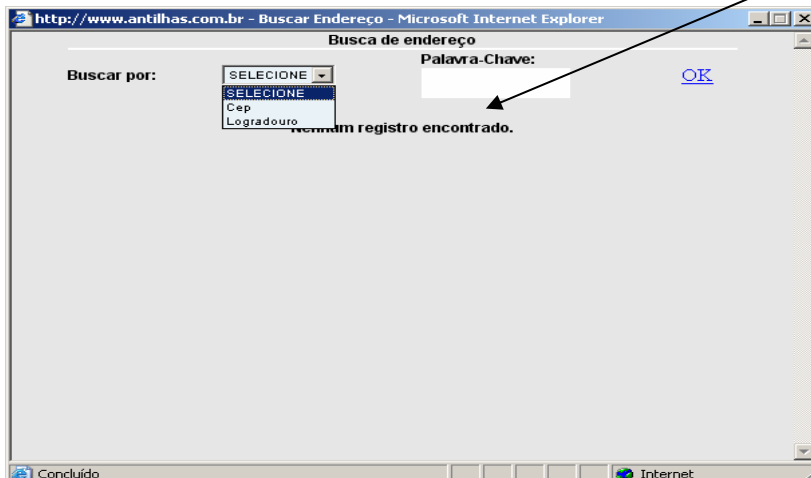 http://www.antilhas.com.br - Buscar Endereço - Microsoft Internet Explorer
Busca de endereço
Palavra-Chave:
Buscar por:
SELECIONE
OK
SELECIONE
Cep
Logradouro
Nenhum registro encontrado.
Concluído
Internet